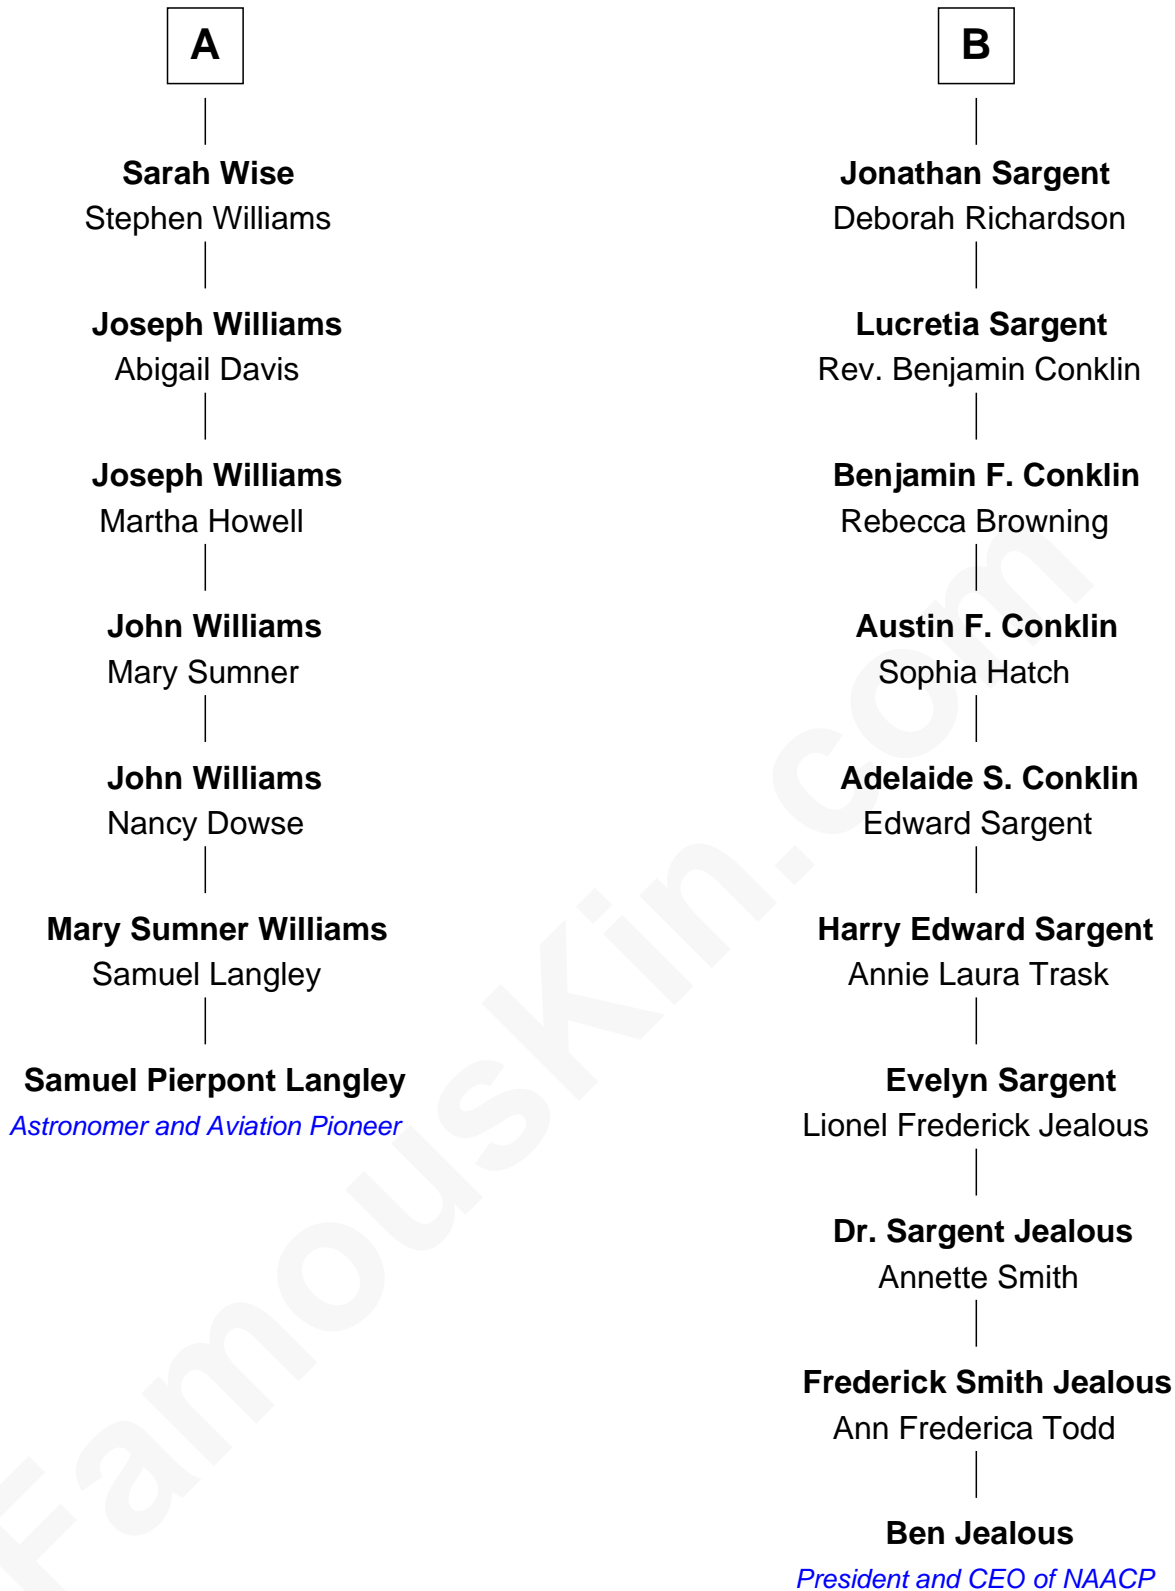 A
Sarah Wise
Stephen Williams
Joseph Williams
Abigail Davis
Joseph Williams
Martha Howell
John Williams
Mary Sumner
John Williams
Nancy Dowse
Mary Sumner Williams
Samuel Langley
Samuel Pierpont Langley
Astronomer and Aviation Pioneer
B
Jonathan Sargent
Deborah Richardson
Lucretia Sargent
Rev. Benjamin Conklin
Benjamin F. Conklin
Rebecca Browning
Austin F. Conklin
Sophia Hatch
Adelaide S. Conklin
Edward Sargent
Harry Edward Sargent
Annie Laura Trask
Evelyn Sargent
Lionel Frederick Jealous
Dr. Sargent Jealous
Annette Smith
Frederick Smith Jealous
Ann Frederica Todd
Ben Jealous
President and CEO of NAACP
FamousKin.com